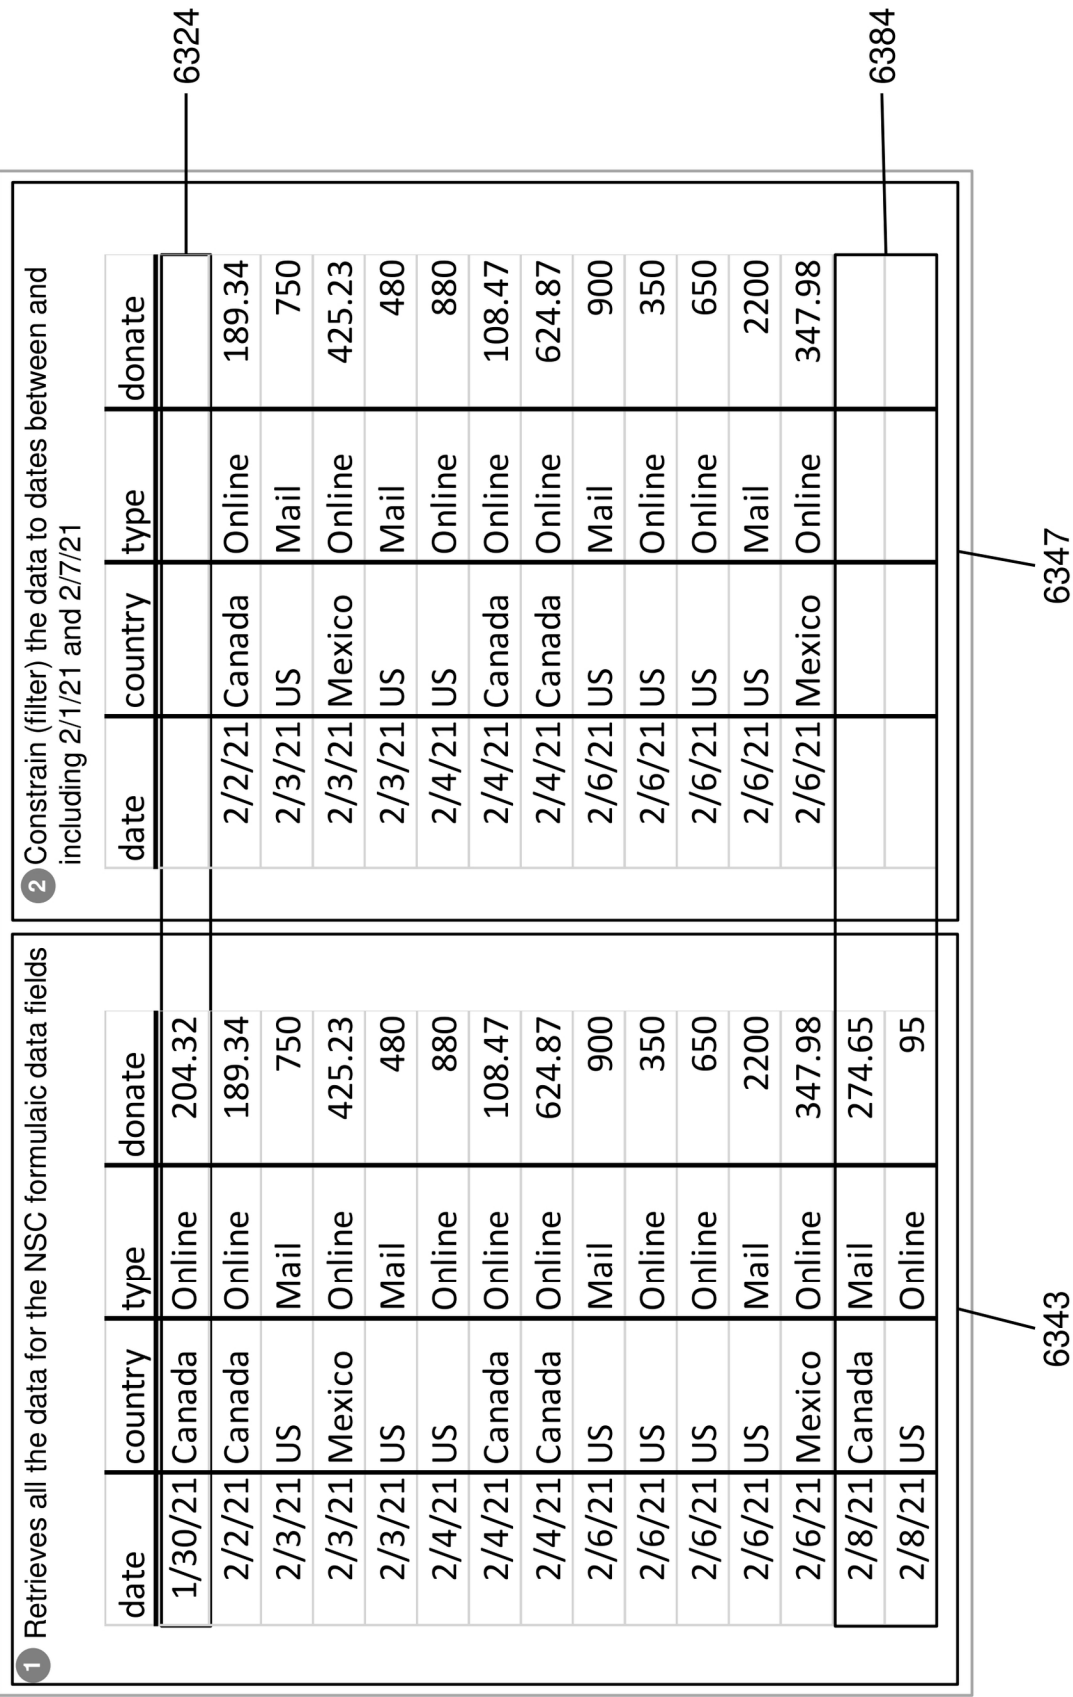 1 Retrieves all the data for the NSC formulaic data fields
date country type donate
1/30/21 Canada Online 204.32
2/2/21 Canada Online 189.34
2/3/21 US Mail 750
2/3/21 Mexico Online 425.23
2/3/21 US Mail 480
2/4/21 US Online 880
2/4/21 Canada Online 108.47
2/4/21 Canada Online 624.87
2/6/21 US Mail 900
2/6/21 US Online 350
2/6/21 US Online 650
2/6/21 US Mail 2200
2/6/21 Mexico Online 347.98
2/8/21 Canada Mail 274.65
2/8/21 US Online 95
6343
2 Constrain (filter) the data to dates between and
including 2/1/21 and 2/7/21
date country type donate
2/2/21 Canada Online 189.34
2/3/21 US Mail 750
2/3/21 Mexico Online 425.23
2/3/21 US Mail 480
2/4/21 US Online 880
2/4/21 Canada Online 108.47
2/4/21 Canada Online 624.87
2/6/21 US Mail 900
2/6/21 US Online 350
2/6/21 US Online 650
2/6/21 US Mail 2200
2/6/21 Mexico Online 347.98
6347
6324
6384